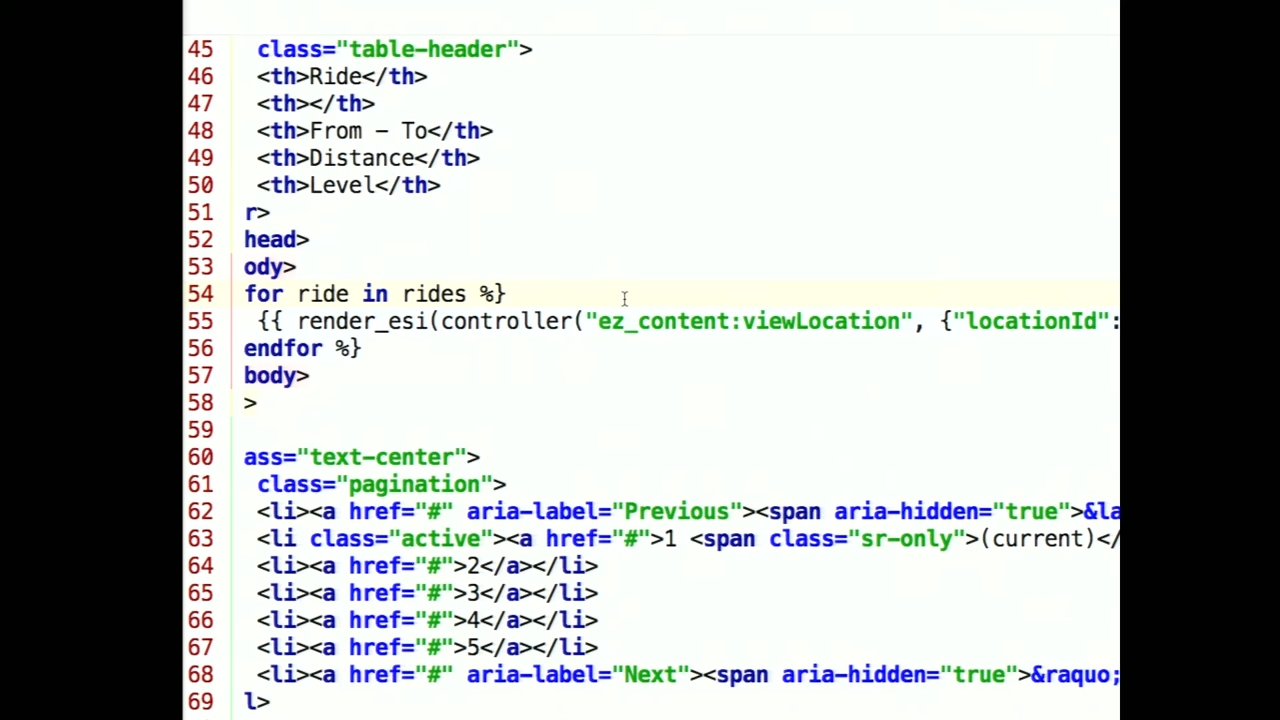 45 class="table-header">
46 <th>Ride</th>
47 <th></th>
48 <th>From – To</th>
49 <th>Distance</th>
50 <th>Level</th>
51 r>
52 head>
53 ody>
54 for ride in rides %}
55 {{ render_esi(controller("ez_content:viewLocation", {"locationId":
56 endfor %}
57 body>
58 >
59
60 ass="text-center">
61 class="pagination">
62 <li><a href="#" aria-label="Previous"><span aria-hidden="true">&la
63 <li class="active"><a href="#">1 <span class="sr-only">(current)</
64 <li><a href="#">2</a></li>
65 <li><a href="#">3</a></li>
66 <li><a href="#">4</a></li>
67 <li><a href="#">5</a></li>
68 <li><a href="#" aria-label="Next"><span aria-hidden="true">&raquo;
69 l>